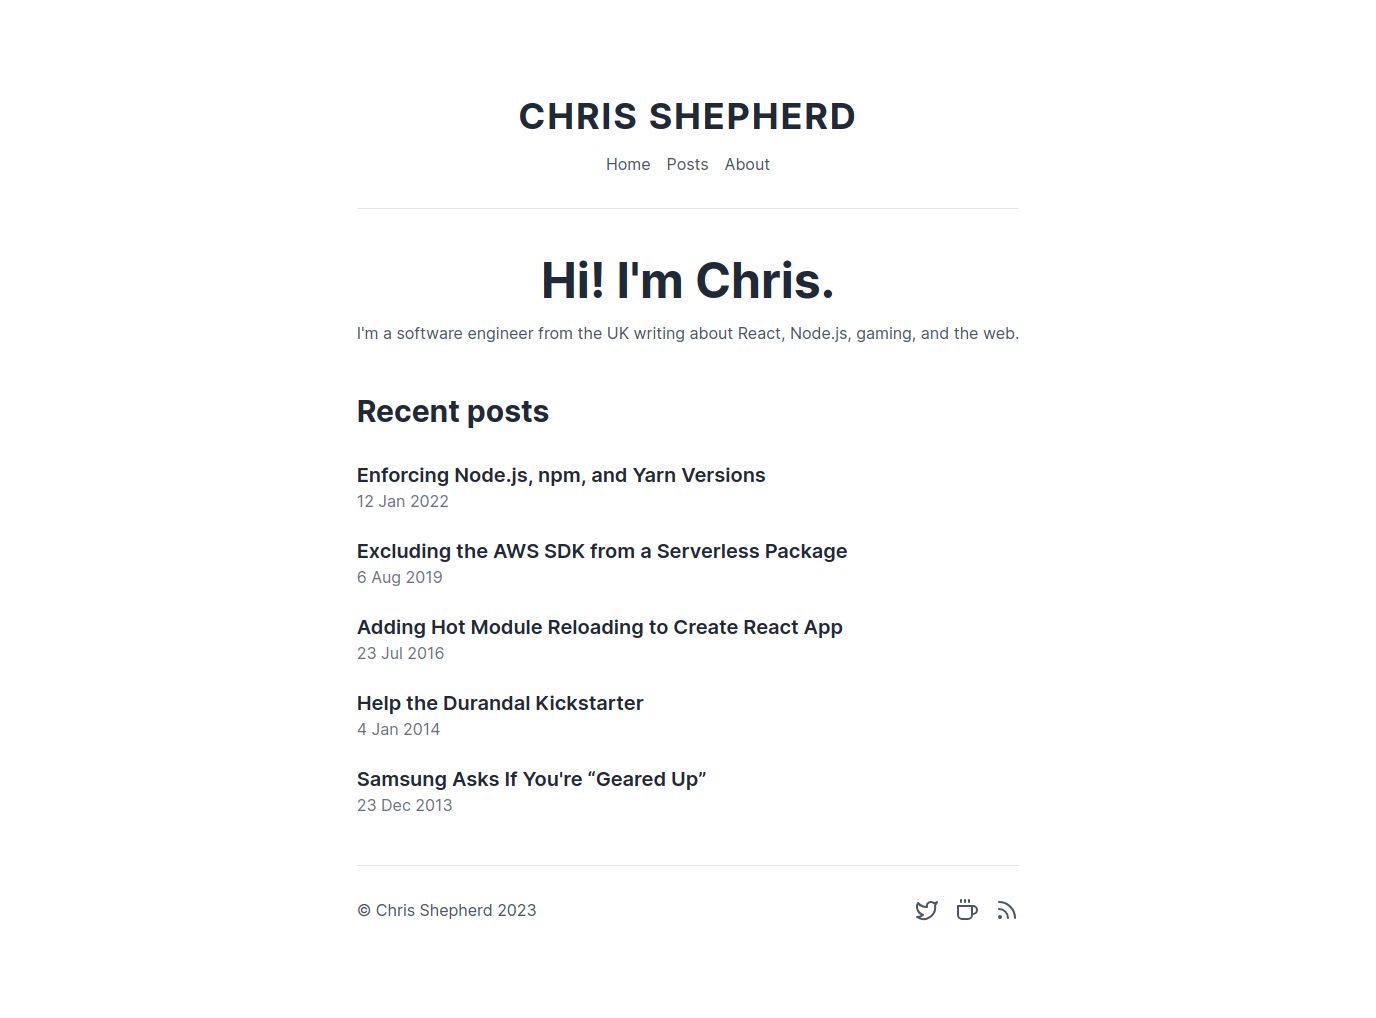 CHRIS SHEPHERD
Home Posts About
Hi! I'm Chris.
I'm a software engineer from the UK writing about React, Node.js, gaming, and the web.
Recent posts
Enforcing Node.js, npm, and Yarn Versions
12 Jan 2022
Excluding the AWS SDK from a Serverless Package
6 Aug 2019
Adding Hot Module Reloading to Create React App
23 Jul 2016
Help the Durandal Kickstarter
4 Jan 2014
Samsung Asks If You're “Geared Up”
23 Dec 2013
© Chris Shepherd 2023